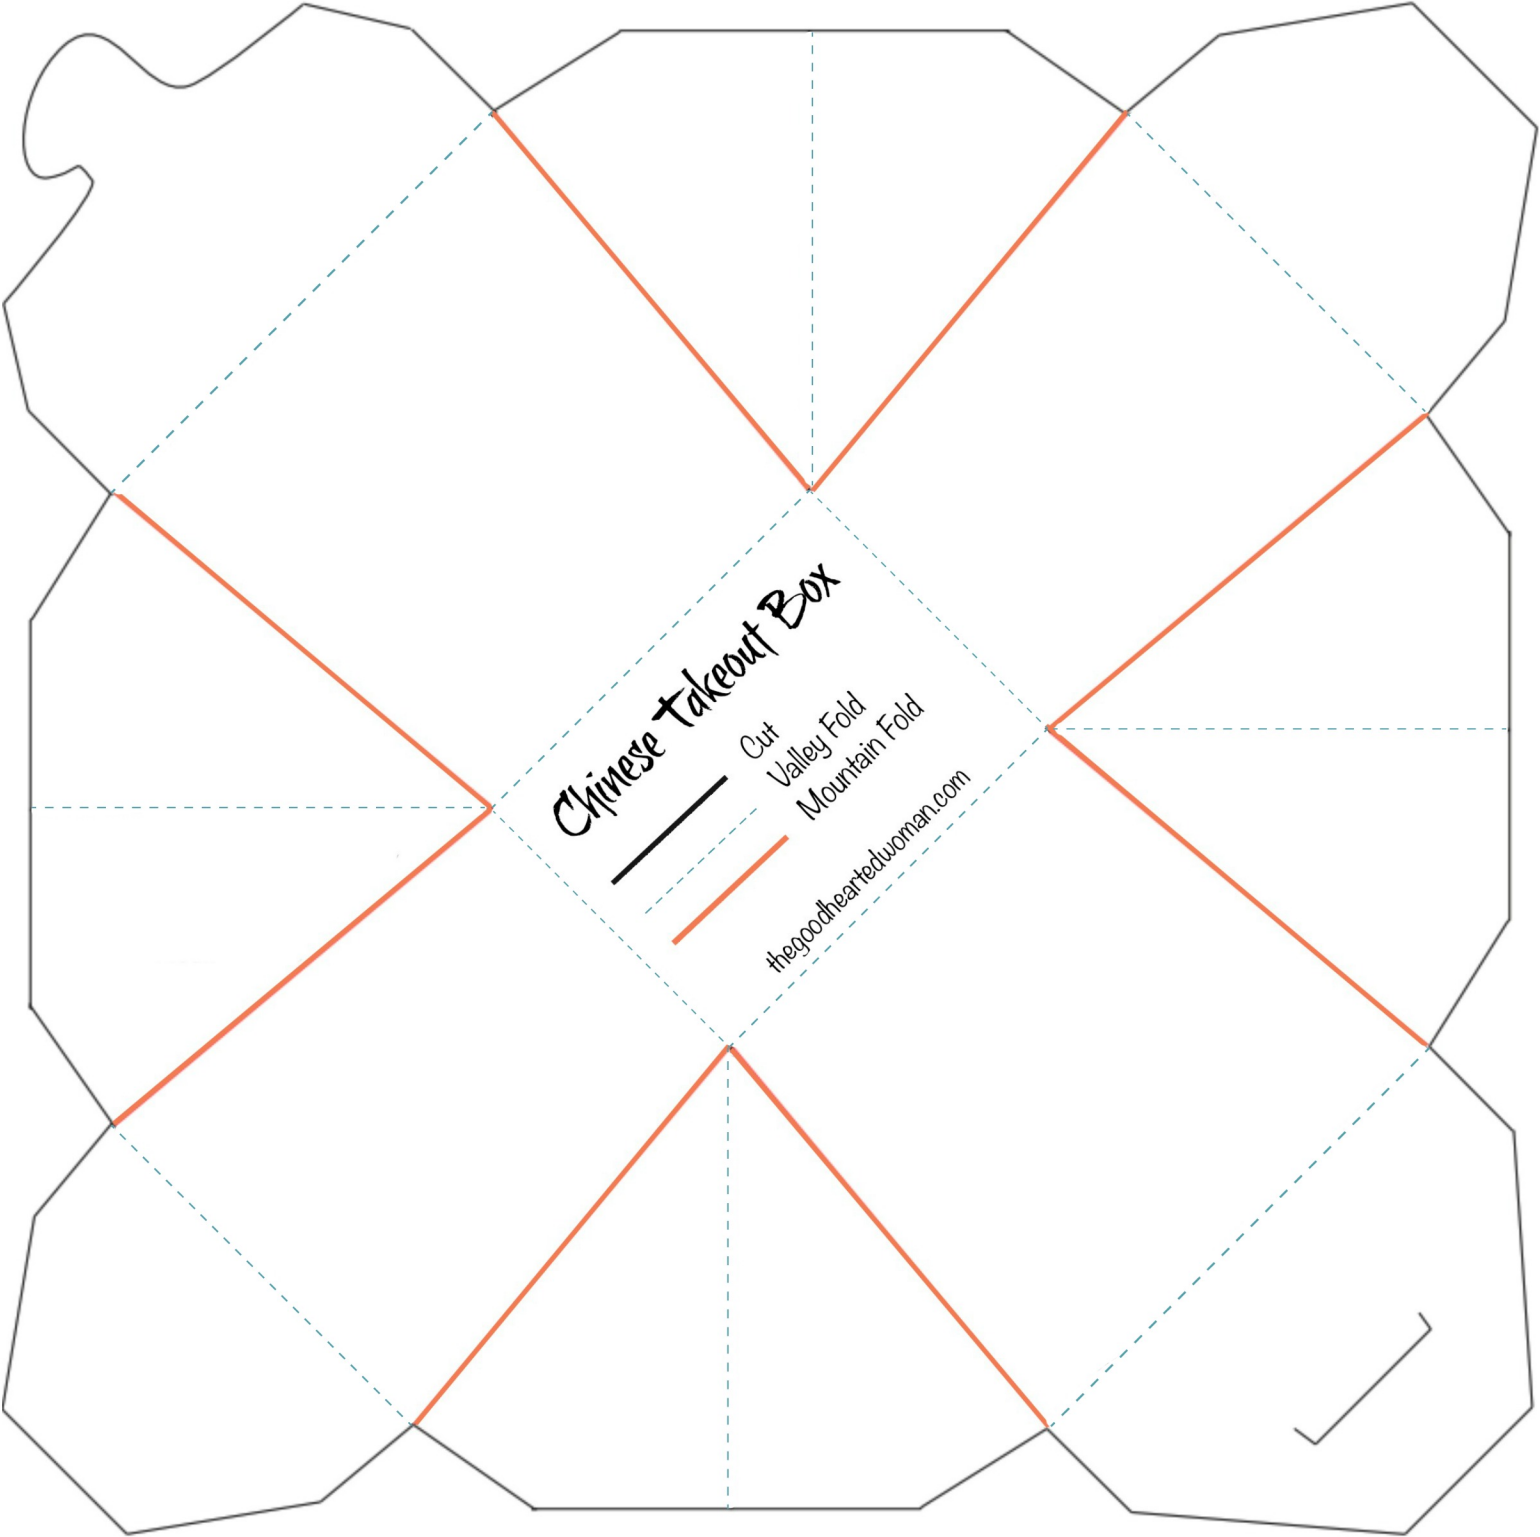 Chinese Takeout Box
Cut
Valley Fold
Mountain Fold
thegoodheartedwoman.com